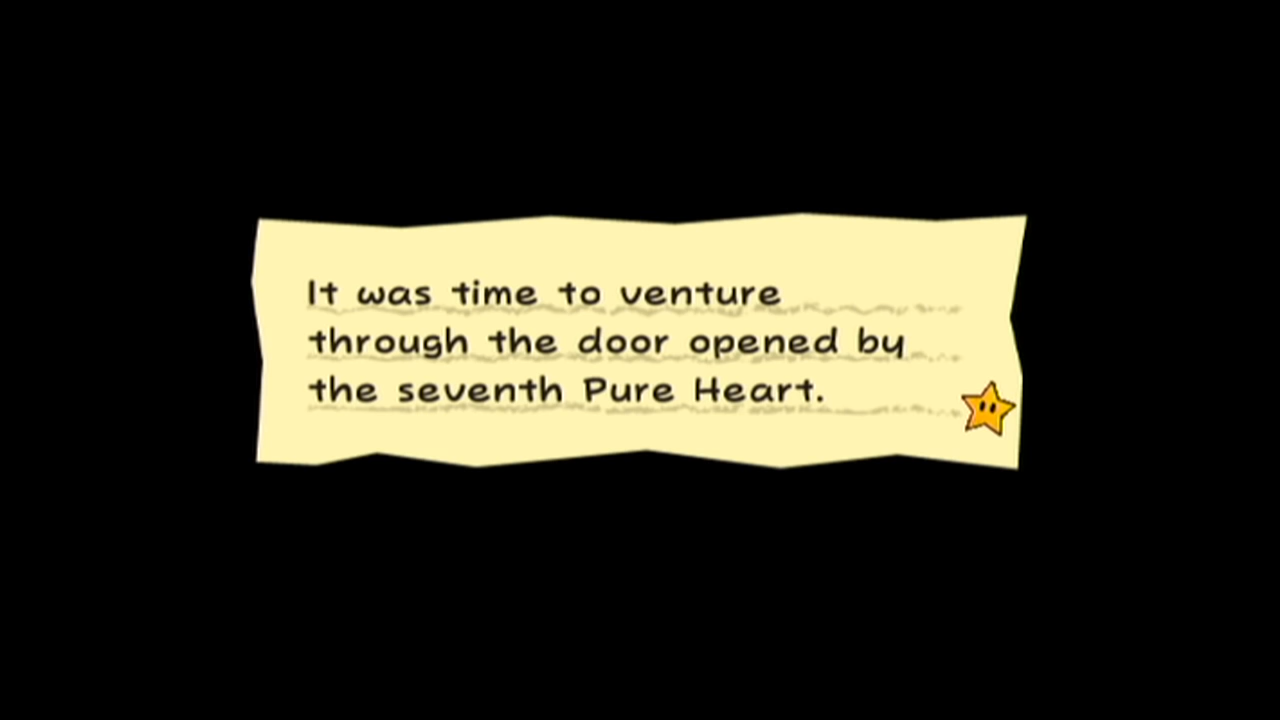 It was time to venture
through the door opened by
the seventh Pure Heart.